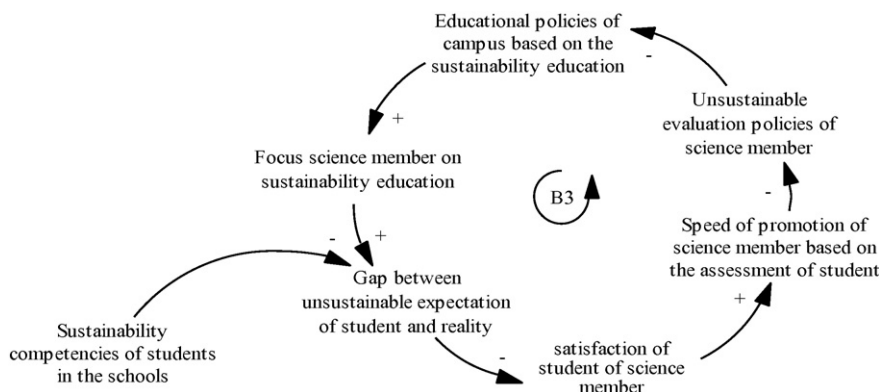 Educational policies of
campus based on the
sustainability education
-
Unsustainable
evaluation policies of
science member
+
Focus science member on
sustainability education
B3
-
Speed of promotion of
science member based on
the assessment of student
- +
Gap between
unsustainable expectation
of student and reality
+
Sustainability
competencies of students
in the schools
-
satisfaction of
student of science
member